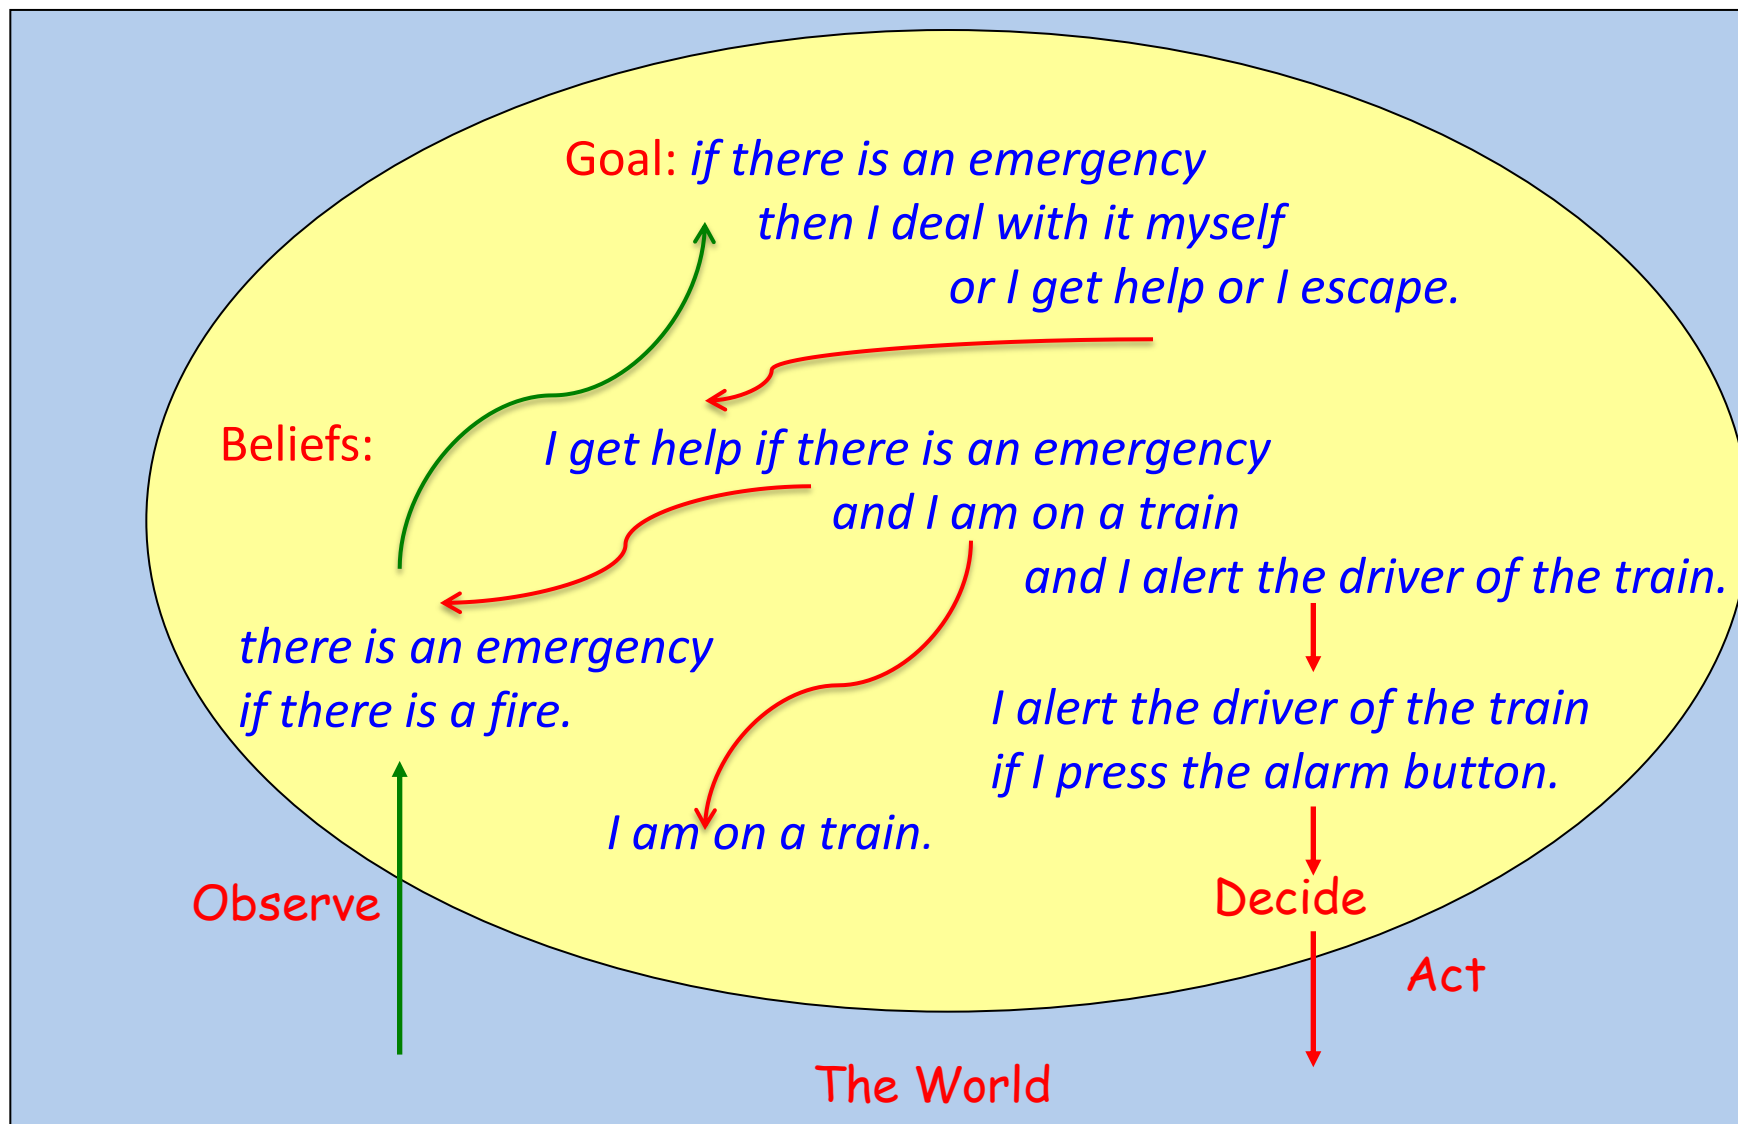 Goal: if there is an emergency
then I deal with it myself
or I get help or I escape.
Beliefs:
I get help if there is an emergency
and I am on a train
and I alert the driver of the train.
there is an emergency
if there is a fire.
I alert the driver of the train
if I press the alarm button.
I am on a train.
Observe
Decide
Act
The World